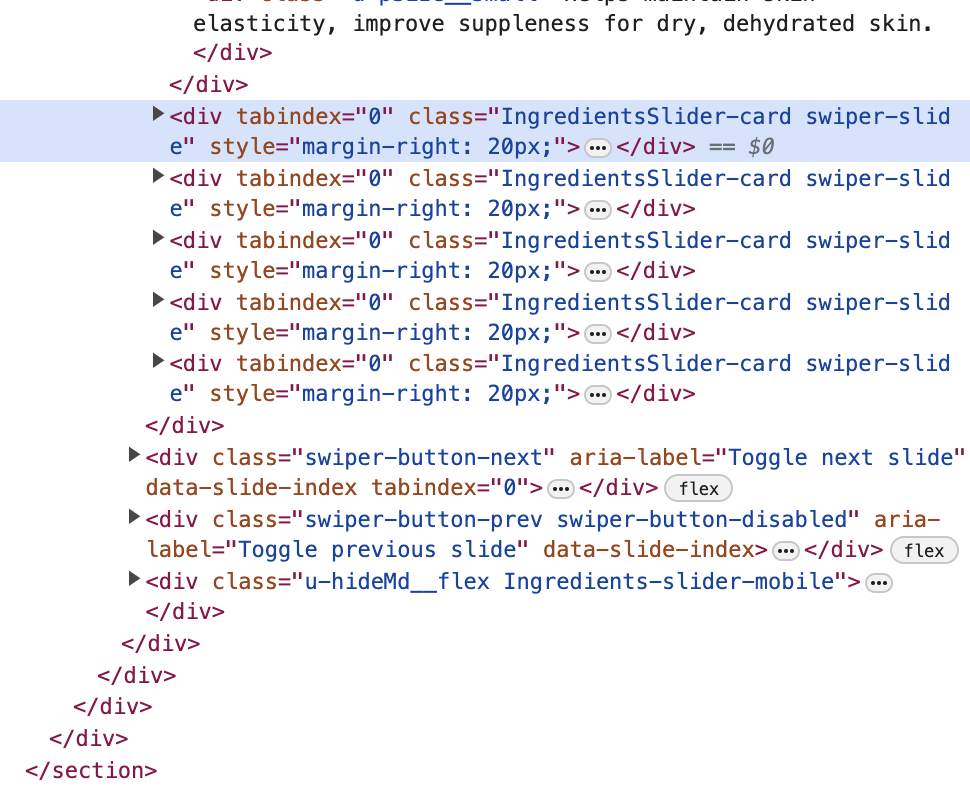 elasticity, improve suppleness for dry, dehydrated skin.
</div>
</div>
<div tabindex="0" class="IngredientsSlider-card swiper-slid
e" style="margin-right: 20px;">…</div> == $0
<div tabindex="0" class="IngredientsSlider-card swiper-slid
e" style="margin-right: 20px;">…</div>
<div tabindex="0" class="IngredientsSlider-card swiper-slid
e" style="margin-right: 20px;">…</div>
<div tabindex="0" class="IngredientsSlider-card swiper-slid
e" style="margin-right: 20px;">…</div>
<div tabindex="0" class="IngredientsSlider-card swiper-slid
e" style="margin-right: 20px;">…</div>
</div>
<div class="swiper-button-next" aria-label="Toggle next slide"
data-slide-index tabindex="0">…</div> flex
<div class="swiper-button-prev swiper-button-disabled" aria-
label="Toggle previous slide" data-slide-index>…</div> flex
<div class="u-hideMd__flex Ingredients-slider-mobile">…
</div>
</div>
</div>
</div>
</div>
</section>